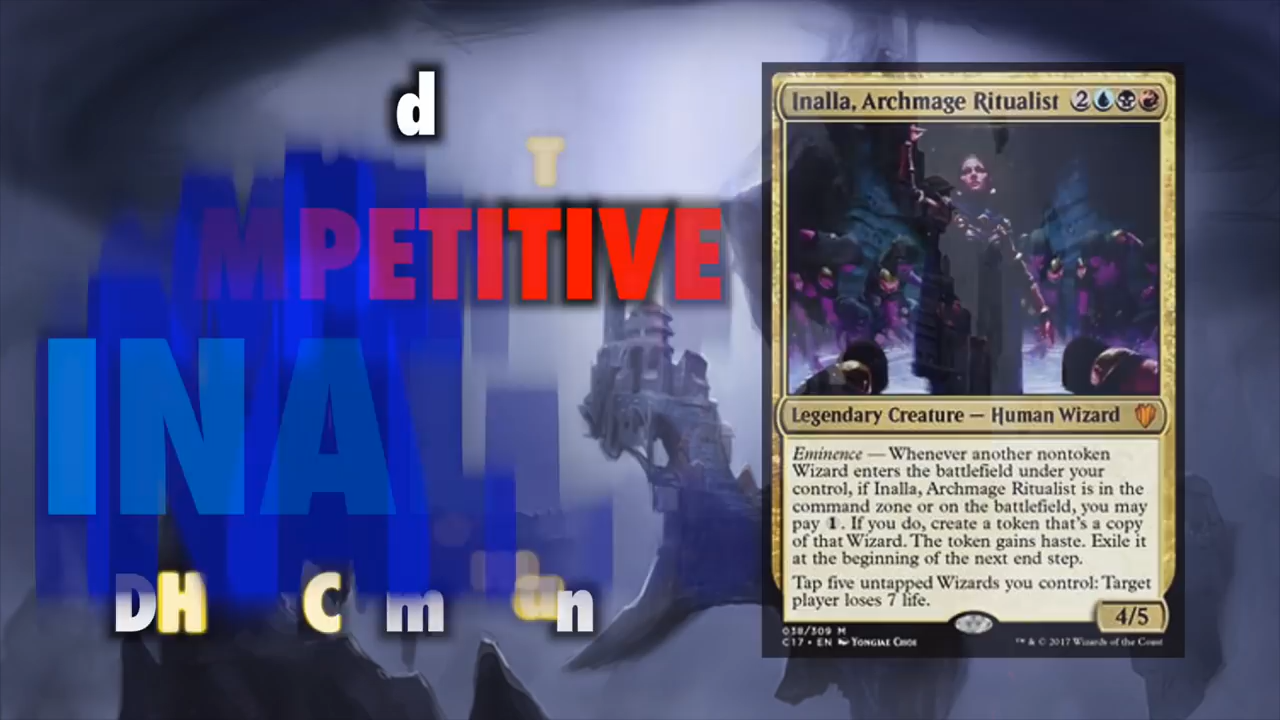 d
T
MPETITIVE
INA
DH C m un
Inalla, Archmage Ritualist 2
Legendary Creature — Human Wizard
Eminence — Whenever another nontoken
Wizard enters the battlefield under your
control, if Inalla, Archmage Ritualist is in the
command zone or on the battlefield, you may
pay 1. If you do, create a token that's a copy
of that Wizard. The token gains haste. Exile it
at the beginning of the next end step.
Tap five untapped Wizards you control: Target
player loses 7 life.
4/5
038/309 M
C17 • EN Yongjae Choi
™ & © 2017 Wizards of the Coast